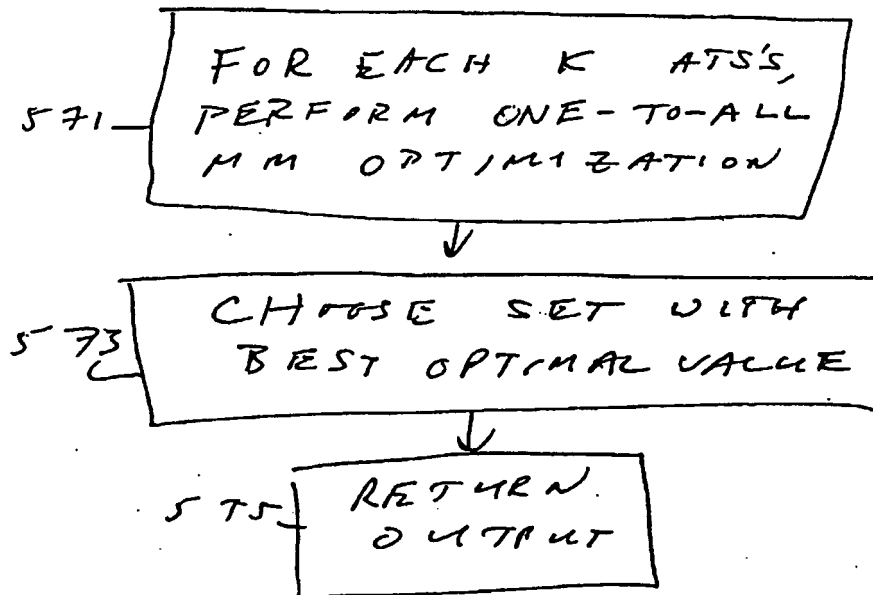 FOR EACH K ATS'S,
571 PERFORM ONE-TO-ALL
MM OPTIMIZATION
CHOOSE SET WITH
573 BEST OPTIMAL VALUE
575 RETURN
OUTPUT